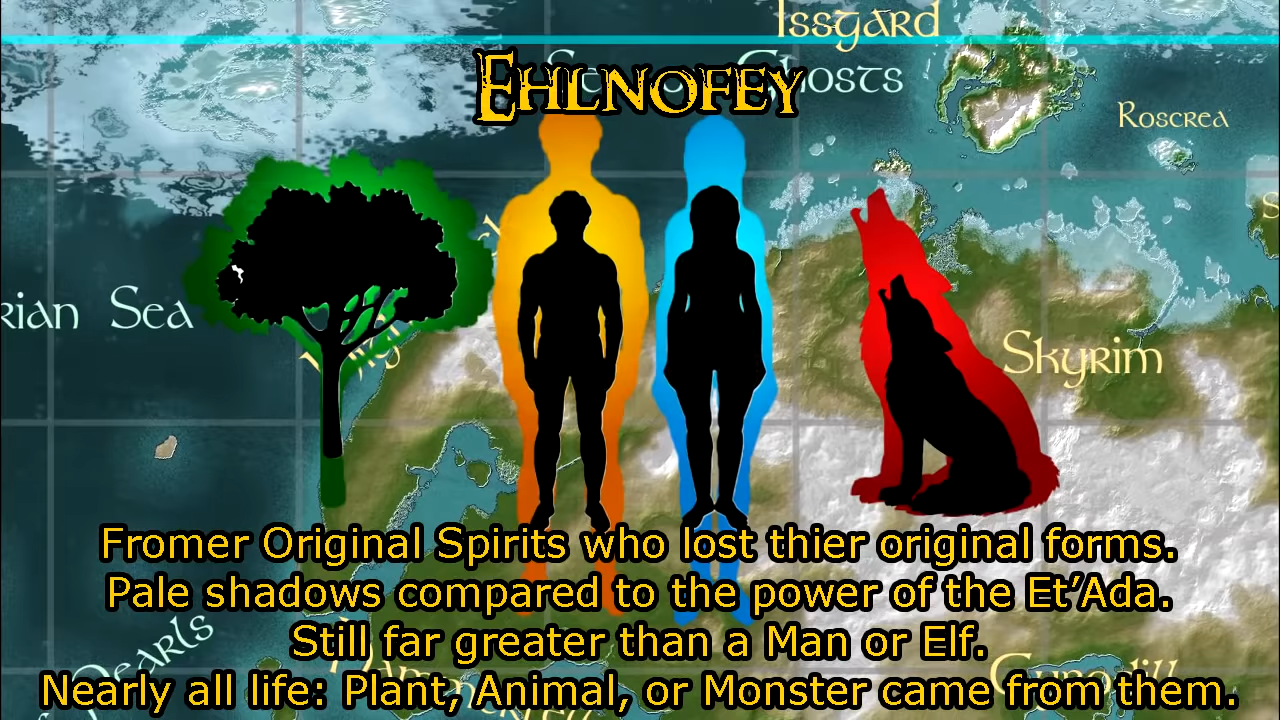 Issgard
Ghosts
Ehlnofey
Roscrea
rian Sea
Skyrim
Fromer Original Spirits who lost thier original forms.
Pale shadows compared to the power of the Et’Ada.
Still far greater than a Man or Elf.
Pearls
Nearly all life: Plant, Animal, or Monster came from them.